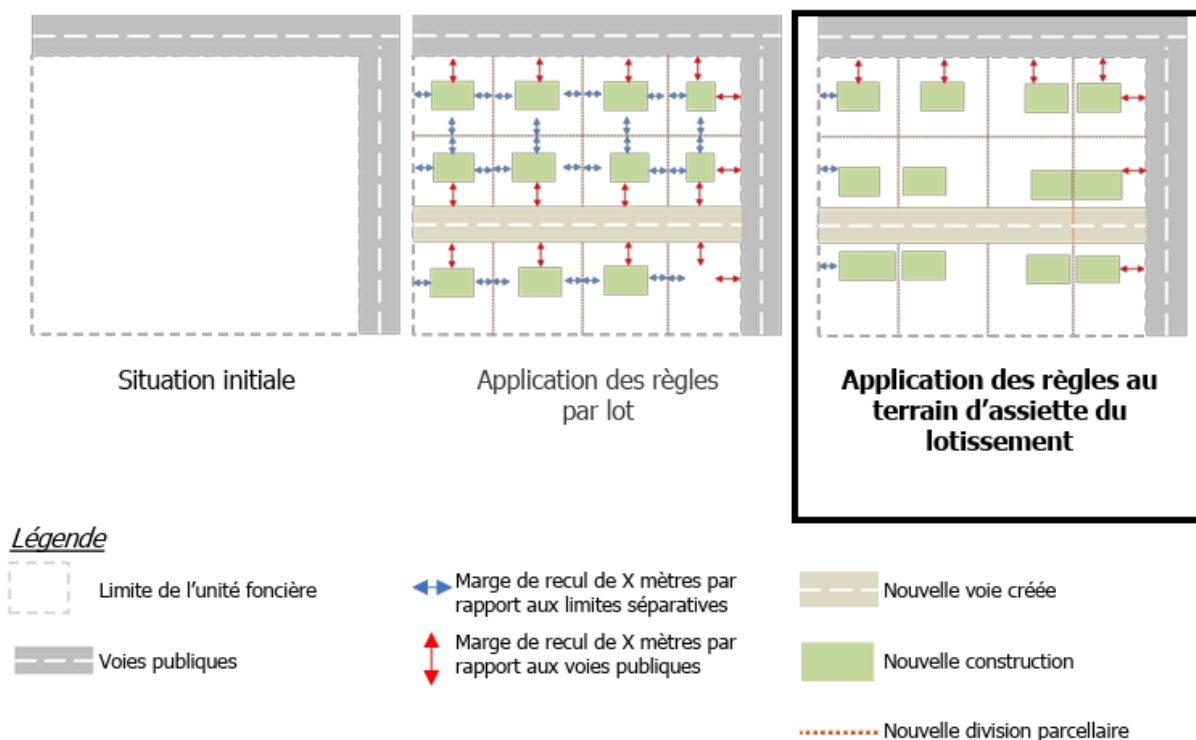 Situation initiale
Application des règles
par lot
Application des règles au
terrain d'assiette du
lotissement
Légende
Limite de l'unité foncière
Marge de recul de X mètres par
rapport aux limites séparatives
Nouvelle voie créée
Voies publiques
Marge de recul de X mètres par
rapport aux voies publiques
Nouvelle construction
Nouvelle division parcellaire